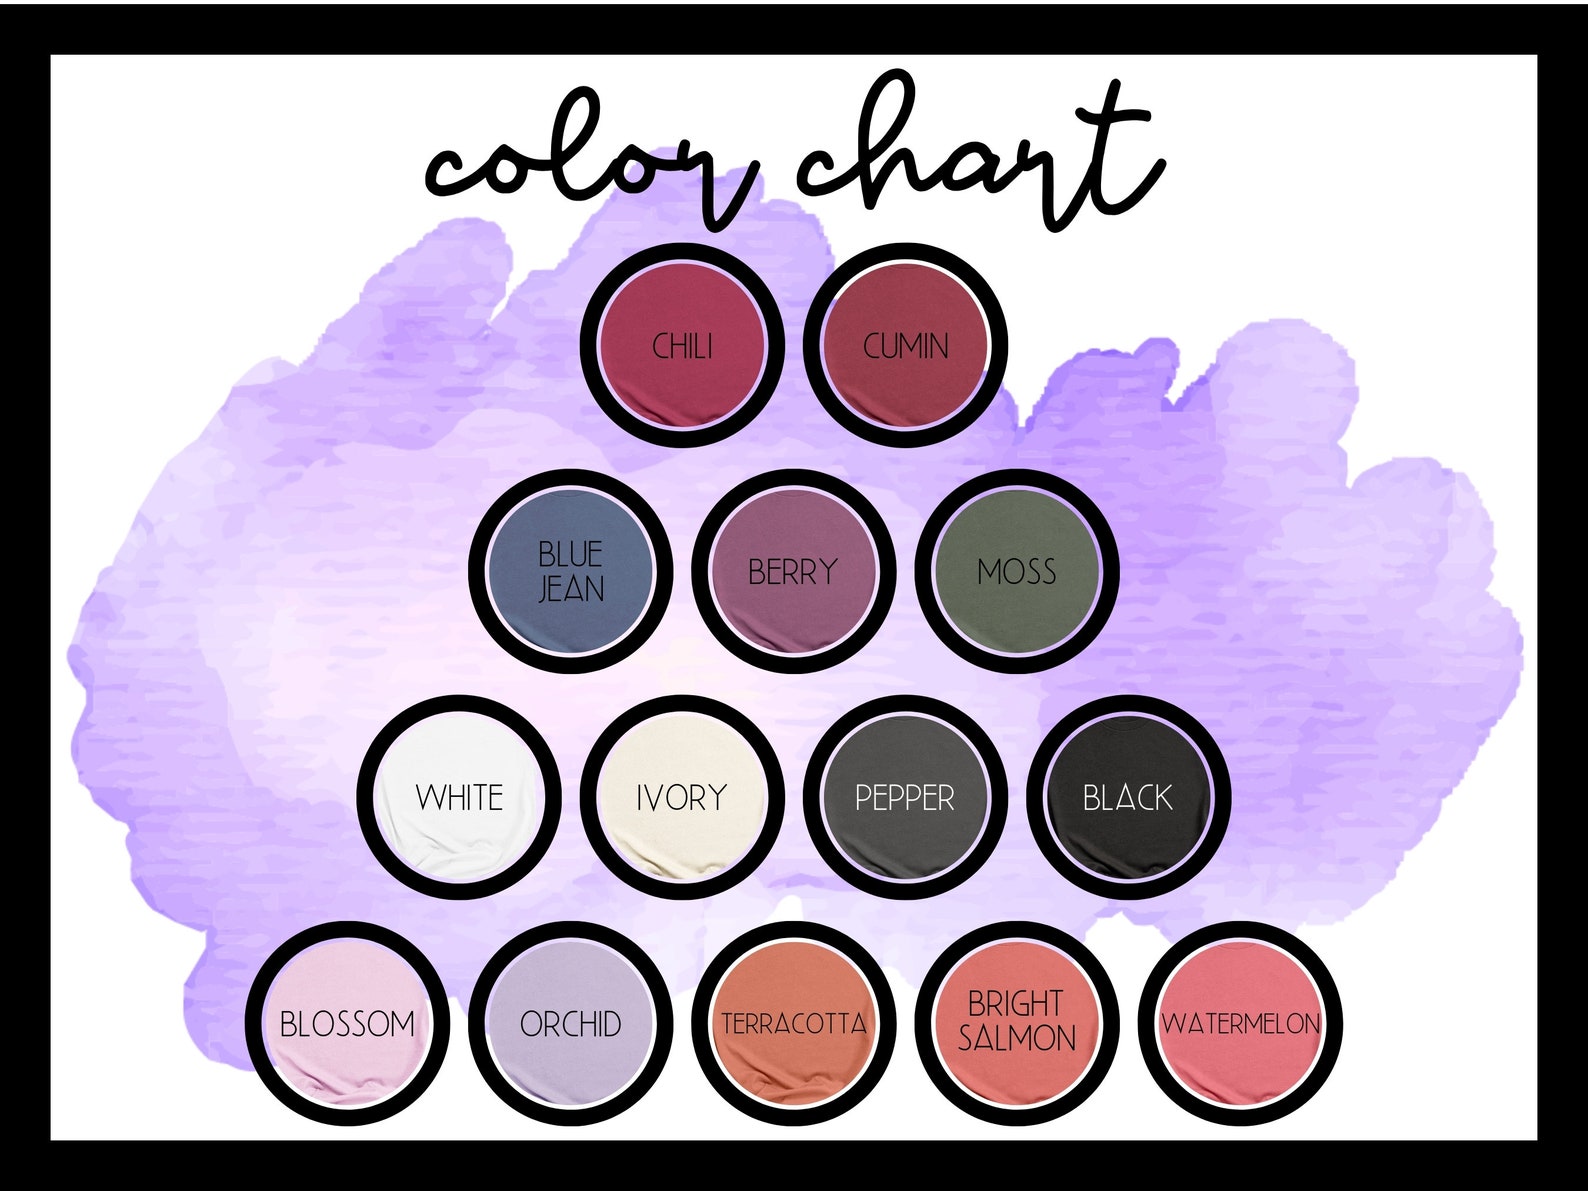 color chart
CHILI
CUMIN
BLUE
JEAN
BERRY
MOSS
WHITE
IVORY
PEPPER
BLACK
BLOSSOM
ORCHID
TERRACOTTA
BRIGHT
SALMON
WATERMELON